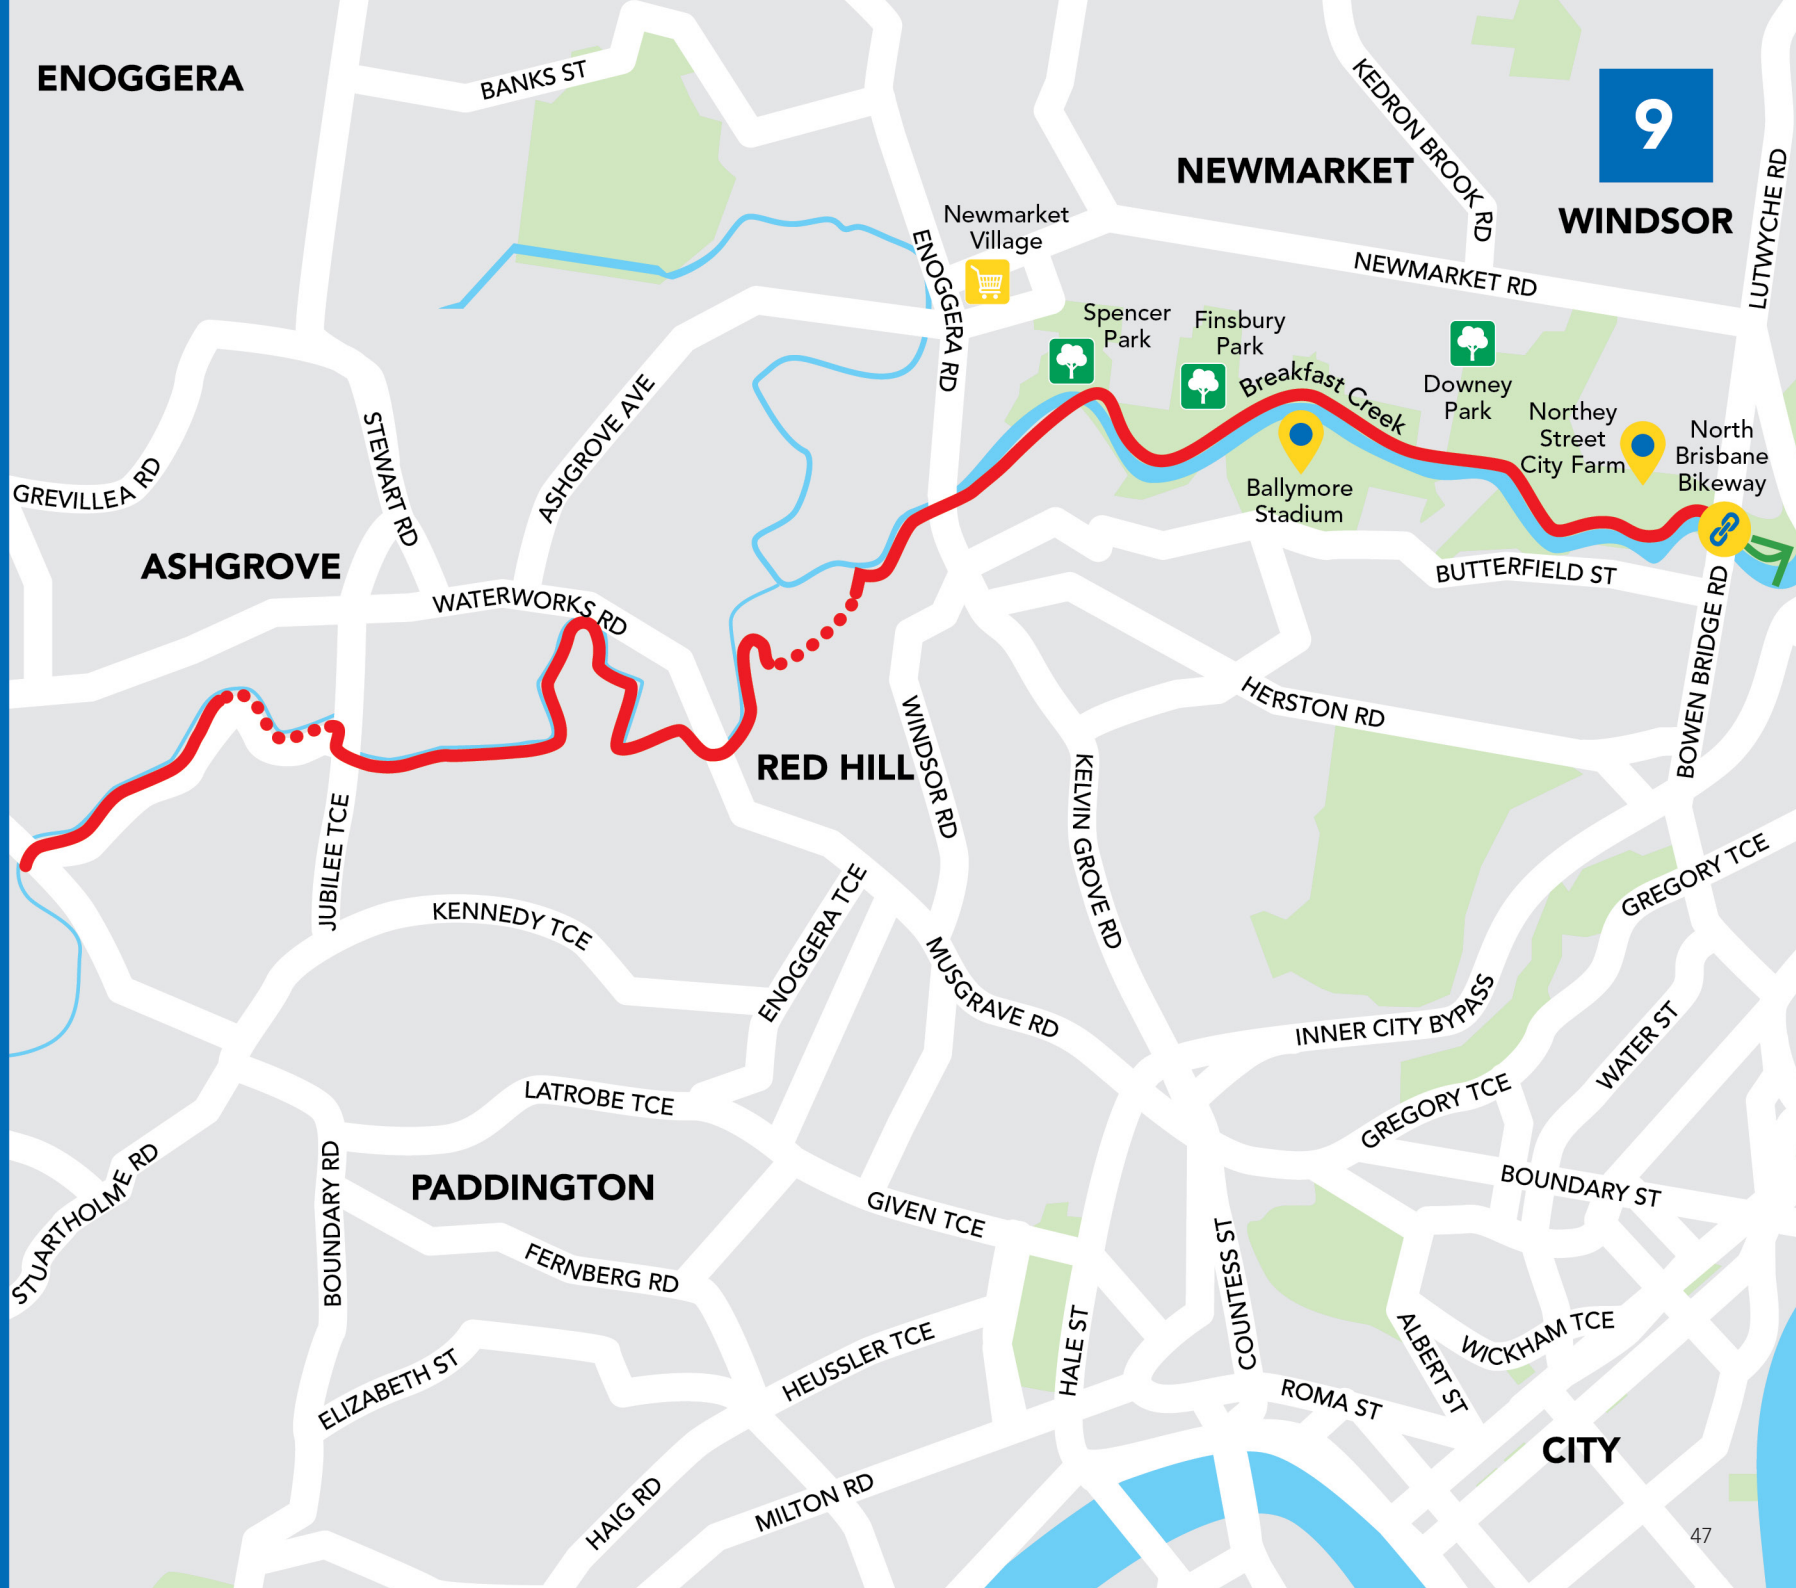 ENOGGERA
BANKS ST
KEDRON BROOK RD
9
NEWMARKET
WINDSOR
LUTWYCHE RD
Newmarket
Village
ENOGGERA RD
NEWMARKET RD
Spencer
Park
Finsbury
Park
Breakfast Creek
Downey
Park
Northey
Street
City Farm
North
Brisbane
Bikeway
Ballymore
Stadium
STEWART RD
ASHGROVE AVE
GREVILLEA RD
ASHGROVE
WATERWORKS RD
BUTTERFIELD ST
BOWEN BRIDGE RD
HERSTON RD
WINDSOR RD
RED HILL
KELVIN GROVE RD
JUBILEE TCE
KENNEDY TCE
ENOGGERA TCE
MUSGRAVE RD
GREGORY TCE
INNER CITY BYPASS
WATER ST
LATROBE TCE
GREGORY TCE
STUARTHOLME RD
BOUNDARY RD
PADDINGTON
BOUNDARY ST
GIVEN TCE
FERNBERG RD
COUNTESS ST
HALE ST
ALBERT ST
WICKHAM TCE
HEUSSLER TCE
ELIZABETH ST
ROMA ST
CITY
HAIG RD
MILTON RD
47